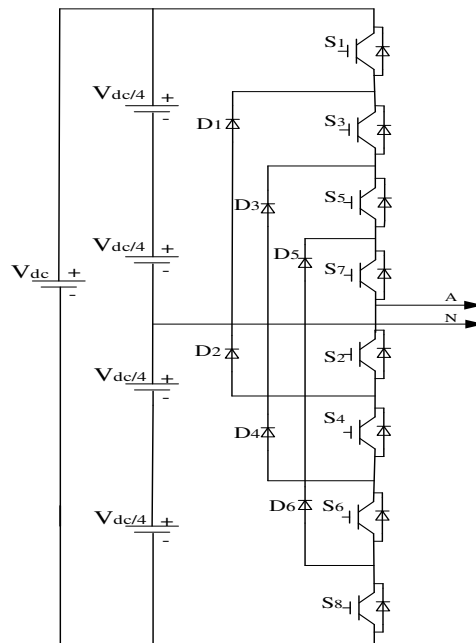 S1
Vdc/4 +
-
D1
S3
D3
S5
Vdc/4 +
-
D5
S7
Vdc +
-
A
N
D2
S2
Vdc/4 +
-
D4
S4
D6
S6
Vdc/4 +
-
S8